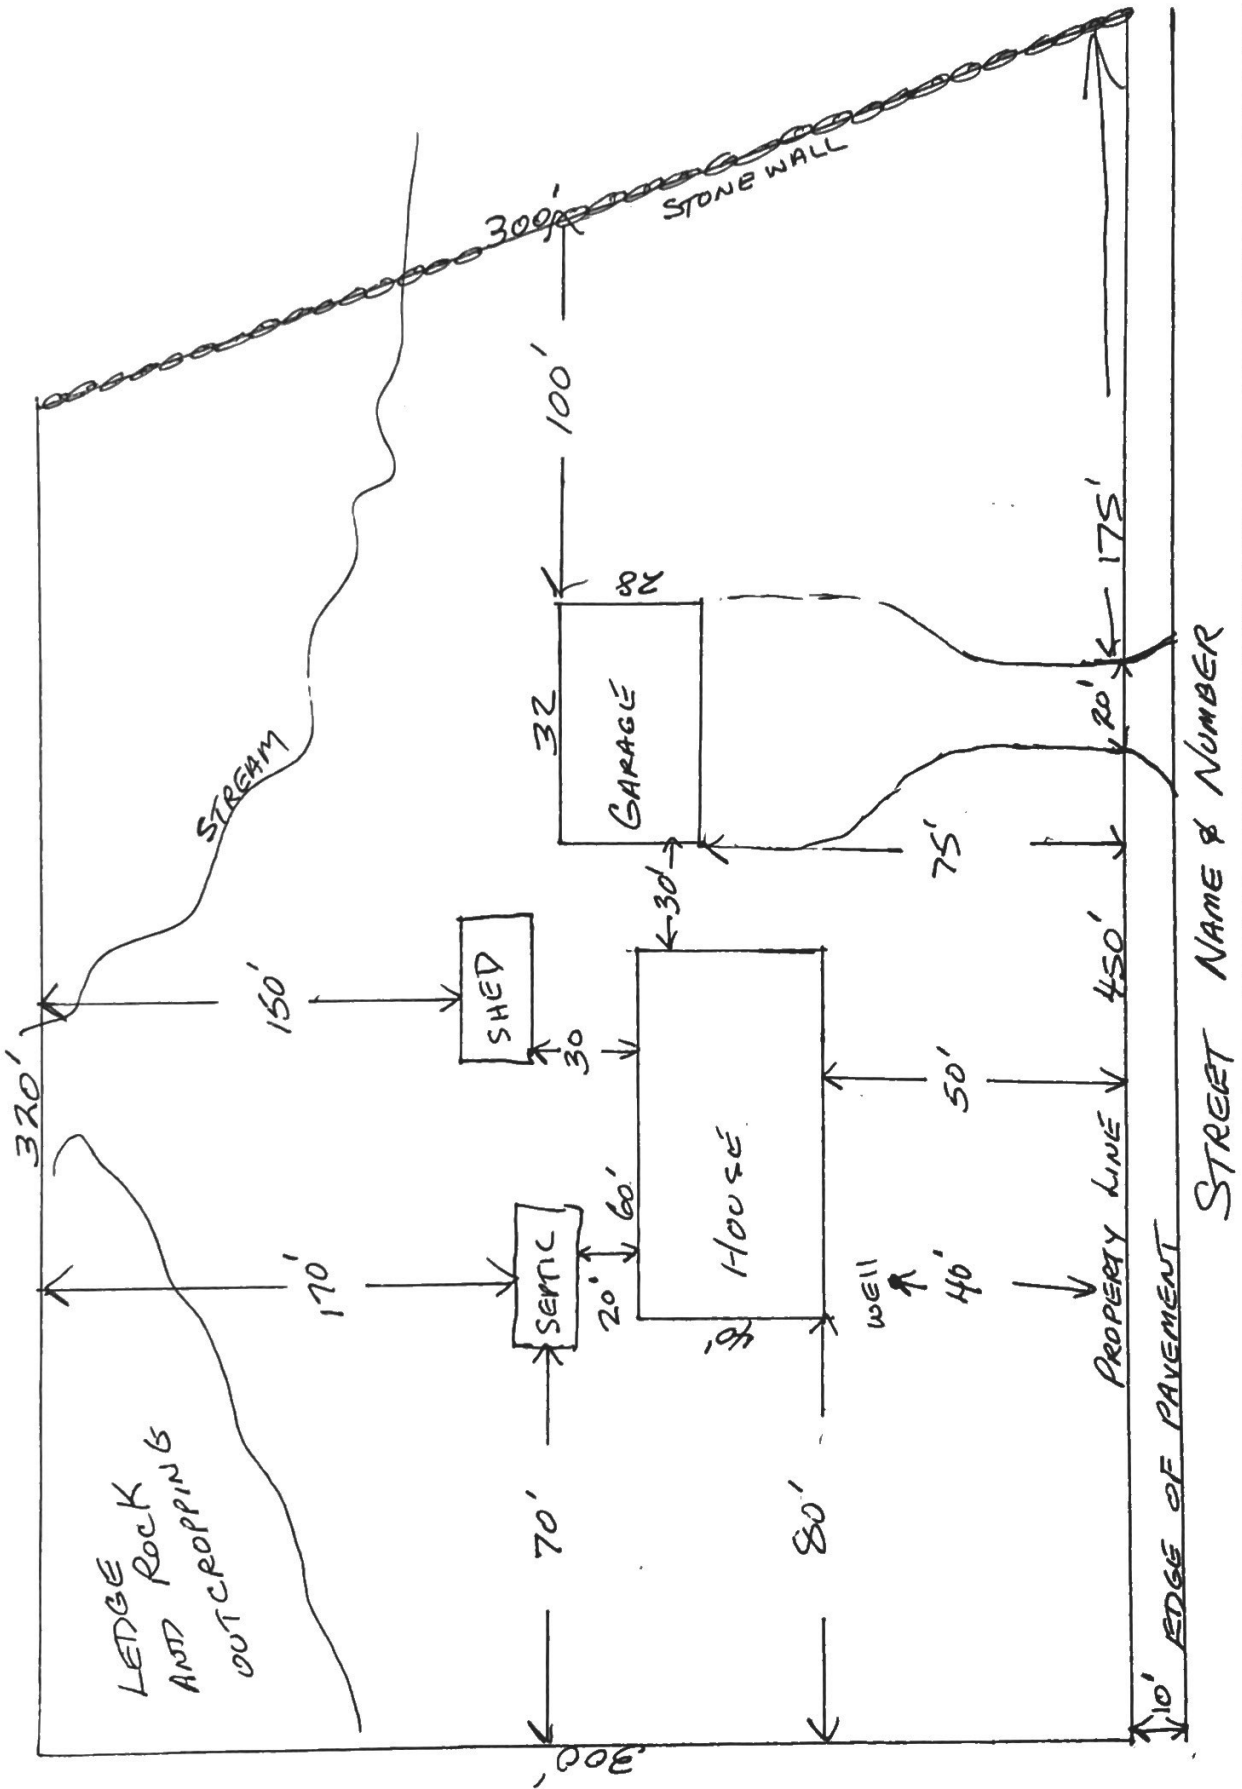 320'
LEDGE
AND ROCK
OUTCROPPING
STREAM
170'
150'
300'
SHED
SEPTIC
70'
300'
100'
30
20'
60'
32
GARAGE
28
30'
STONE WALL
HOUSE
40'
80'
WEll
40'
50'
75'
20'
175'
PROPERTY LINE 450'
10' EDGE OF PAVEMENT
STREET NAME & NUMBER